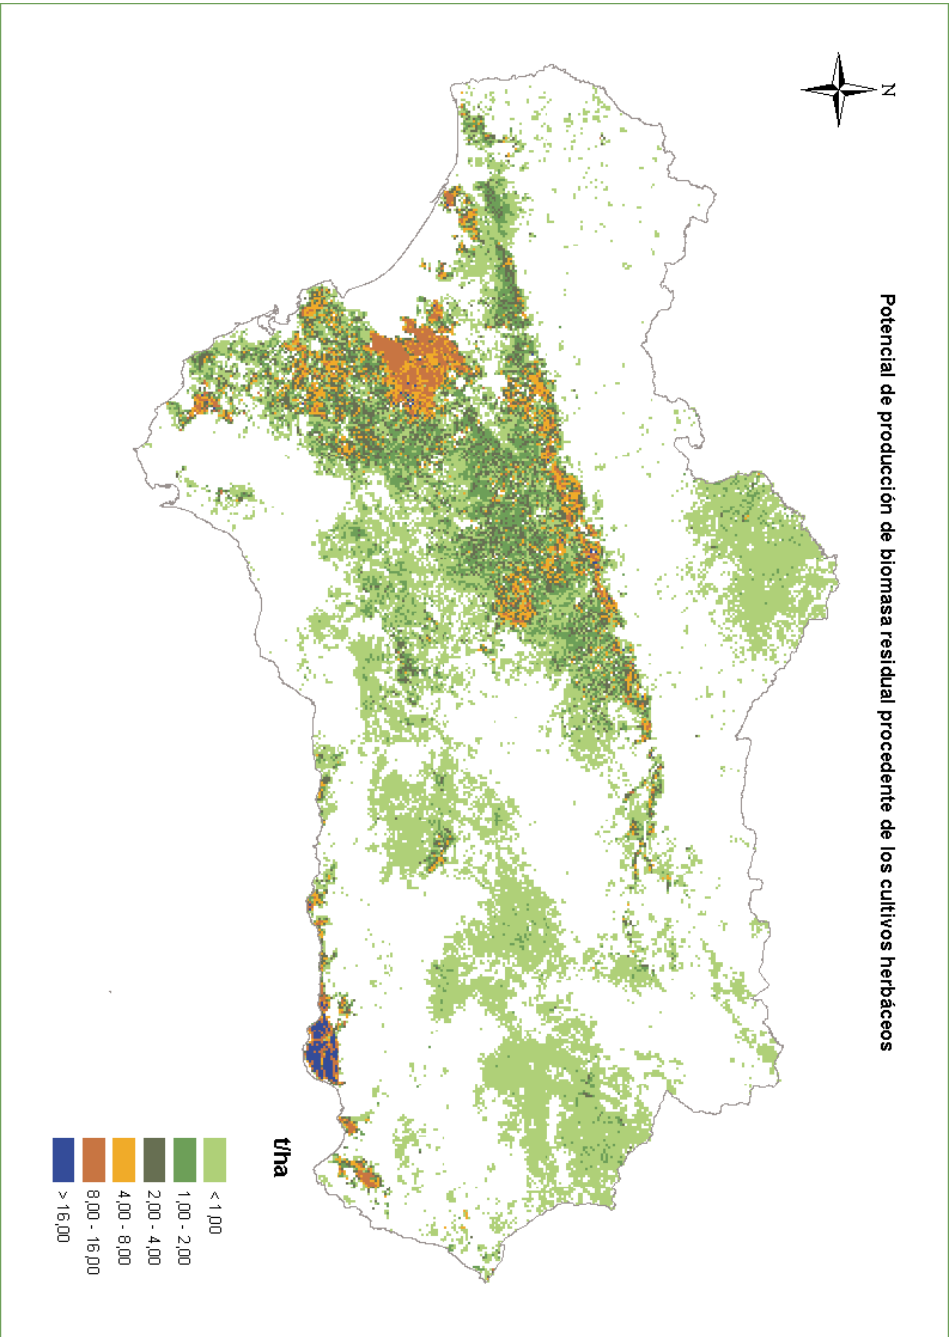 Potencial de producción de biomasa residual procedente de los cultivos herbáceos
N
t/ha
< 1,00
1,00 - 2,00
2,00 - 4,00
4,00 - 8,00
8,00 - 16,00
> 16,00